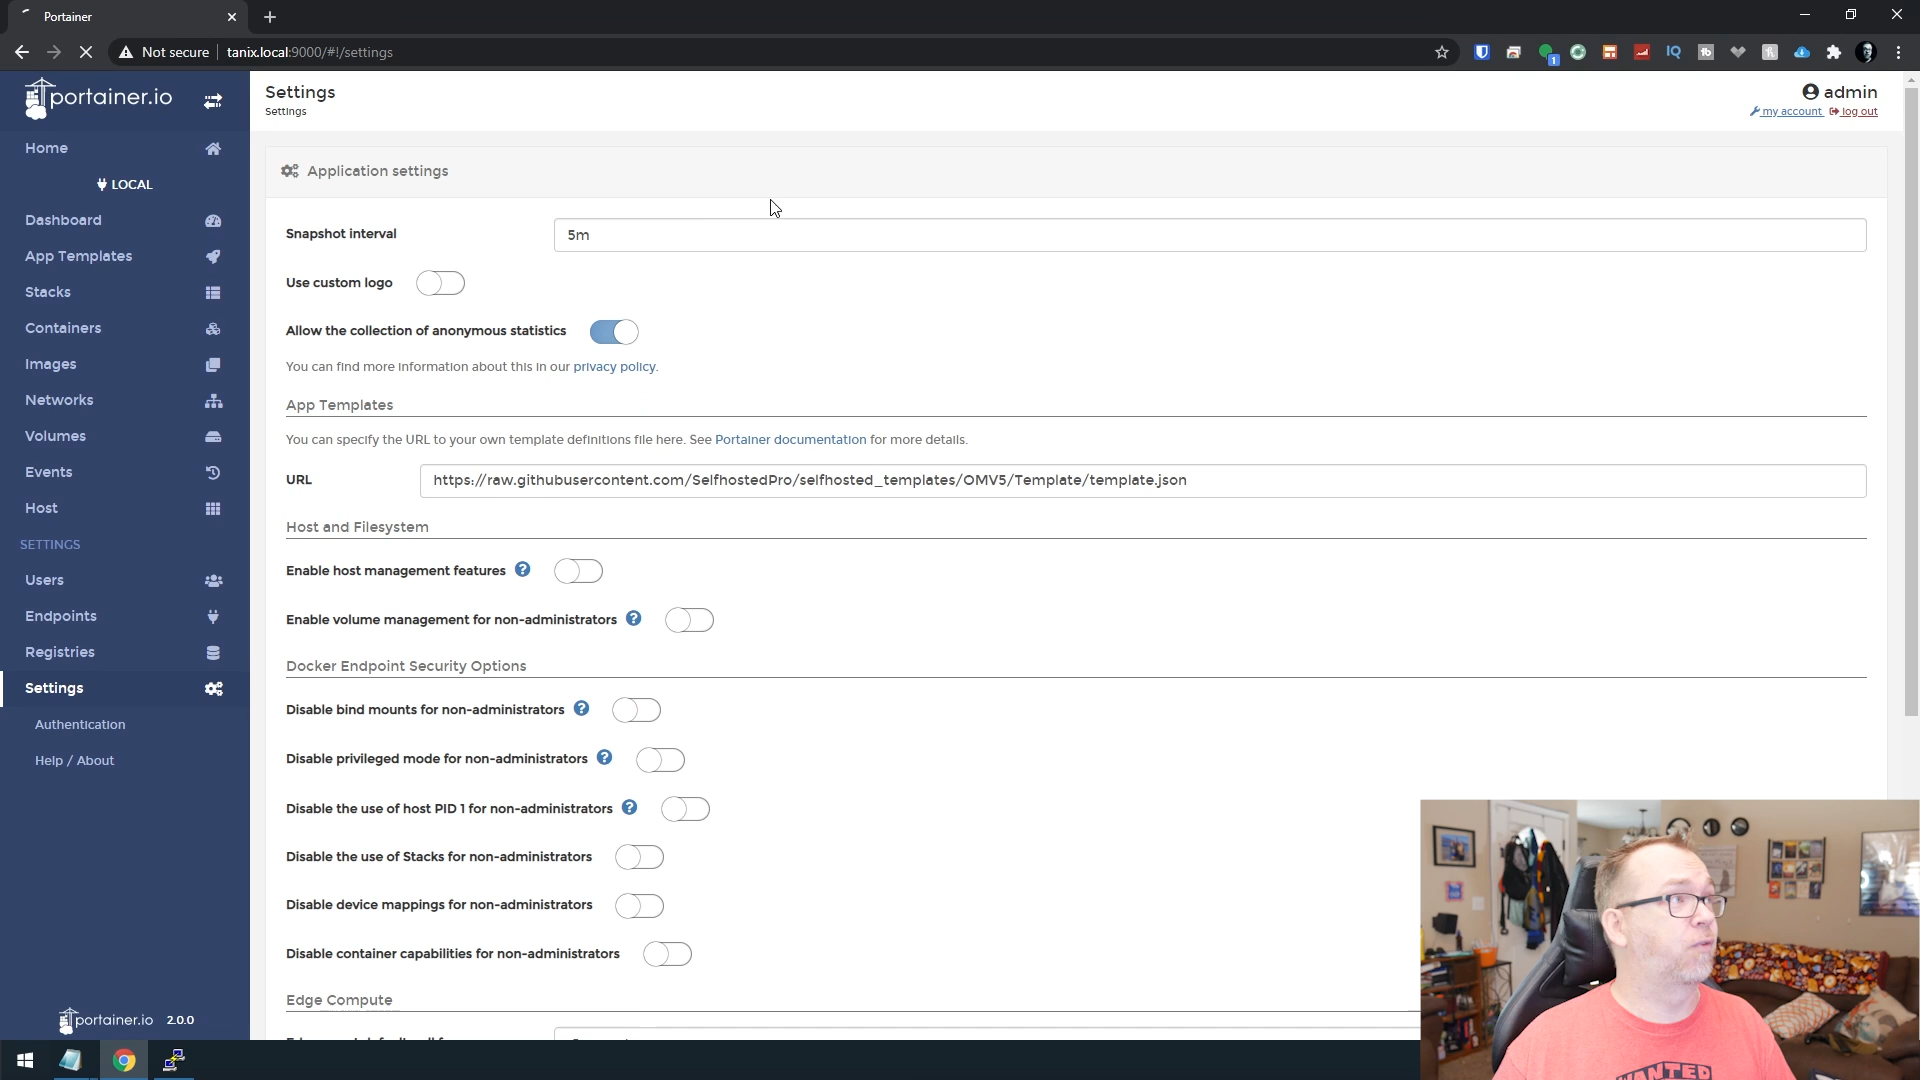 Portainer
Not secure
tanix.local:9000/#!/settings
IQ
tb
1
portainer.io
Home
LOCAL
Dashboard
App Templates
Stacks
Containers
Images
Networks
Volumes
Events
Host
SETTINGS
Users
Endpoints
Registries
Settings
Authentication
Help / About
portainer.io 2.0.0
Settings
Settings
admin
my account log out
Application settings
Snapshot interval
5m
Use custom logo
Allow the collection of anonymous statistics
You can find more information about this in our privacy policy.
App Templates
You can specify the URL to your own template definitions file here. See Portainer documentation for more details.
URL
https://raw.githubusercontent.com/SelfhostedPro/selfhosted_templates/OMV5/Template/template.json
Host and Filesystem
Enable host management features
Enable volume management for non-administrators
Docker Endpoint Security Options
Disable bind mounts for non-administrators
Disable privileged mode for non-administrators
Disable the use of host PID 1 for non-administrators
Disable the use of Stacks for non-administrators
Disable device mappings for non-administrators
Disable container capabilities for non-administrators
Edge Compute
WANTED